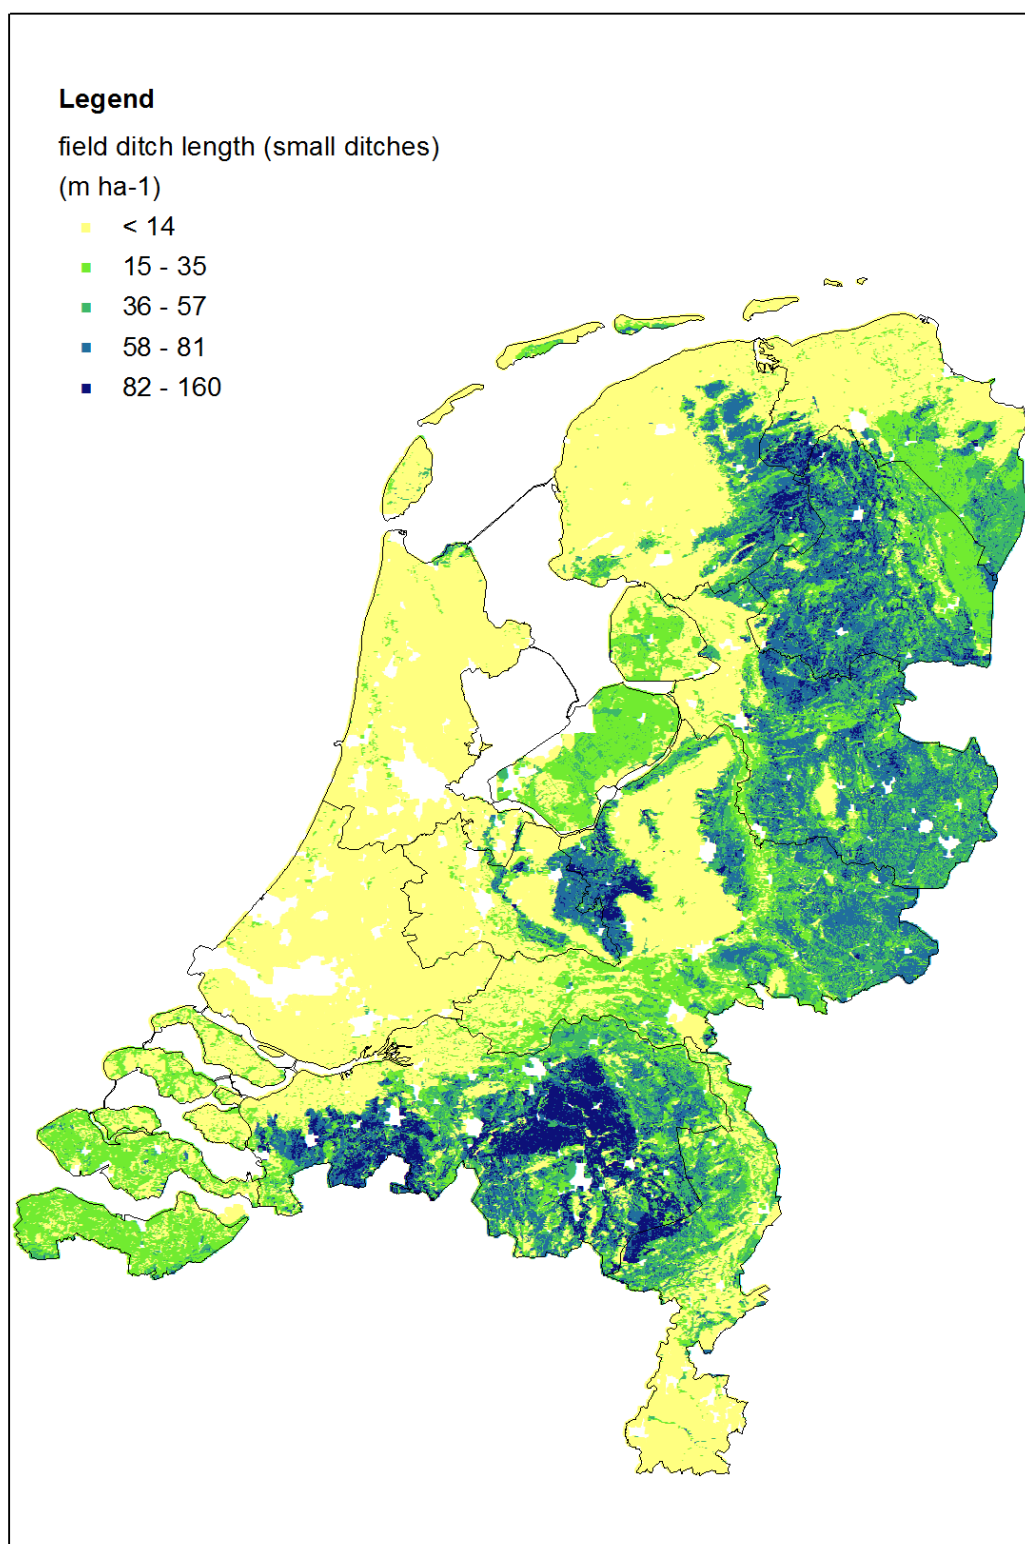 Legend
field ditch length (small ditches)
(m ha-1)
< 14
15 - 35
36 - 57
58 - 81
82 - 160